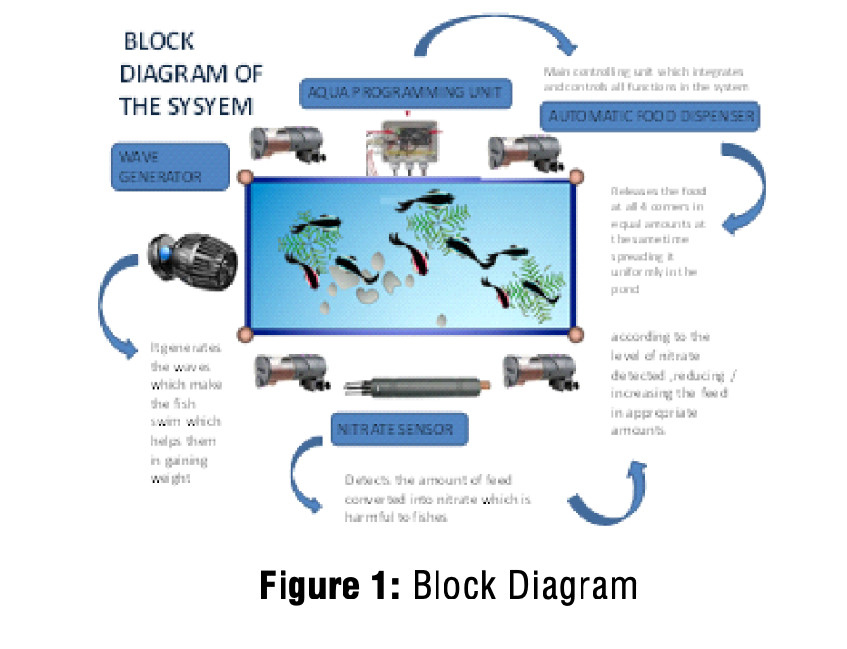 BLOCK
DIAGRAM OF
THE SYSYEM
AQUA PROGRAMMING UNIT
Main controlling unit which integrates
and controls all functions in the system
AUTOMATIC FOOD DISPENSER
WAVE
GENERATOR
Releases the food
at all 4 corners in
equal amounts at
the same time
spreading it
uniformly in the
pond
It generates
the waves
which make
the fish
swim which
helps them
in gaining
weight
according to the
level of nitrate
detected ,reducing /
increasing the feed
in appropriate
amounts.
NITRATE SENSOR
Detects the amount of feed
converted into nitrate which is
harmful to fishes
Figure 1: Block Diagram